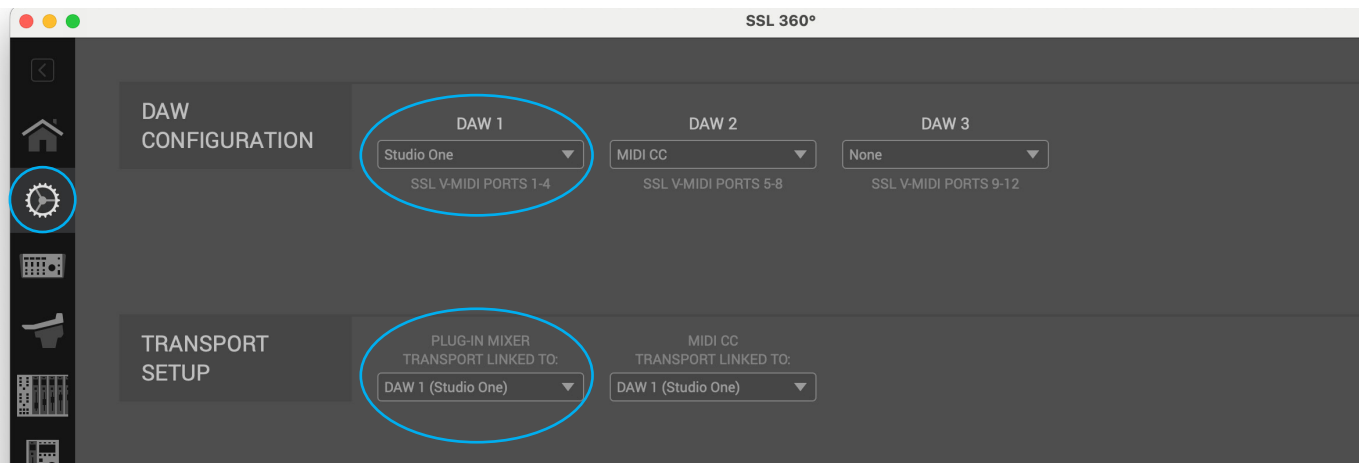 SSL 360°
DAW
CONFIGURATION
DAW 1
Studio One
SSL V-MIDI PORTS 1-4
DAW 2
MIDI CC
SSL V-MIDI PORTS 5-8
DAW 3
None
SSL V-MIDI PORTS 9-12
TRANSPORT
SETUP
PLUG-IN MIXER
TRANSPORT LINKED TO:
DAW 1 (Studio One)
MIDI CC
TRANSPORT LINKED TO:
DAW 1 (Studio One)